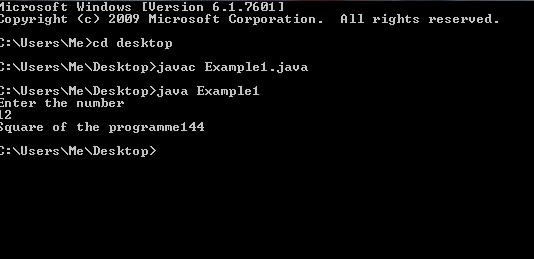 Microsoft Windows [Version 6.1.7601]
Copyright (c) 2009 Microsoft Corporation.  All rights reserved.
C:\Users\Me>cd desktop
C:\Users\Me\Desktop>javac Example1.java
C:\Users\Me\Desktop>java Example1
Enter the number
12
Square of the programme144
C:\Users\Me\Desktop>